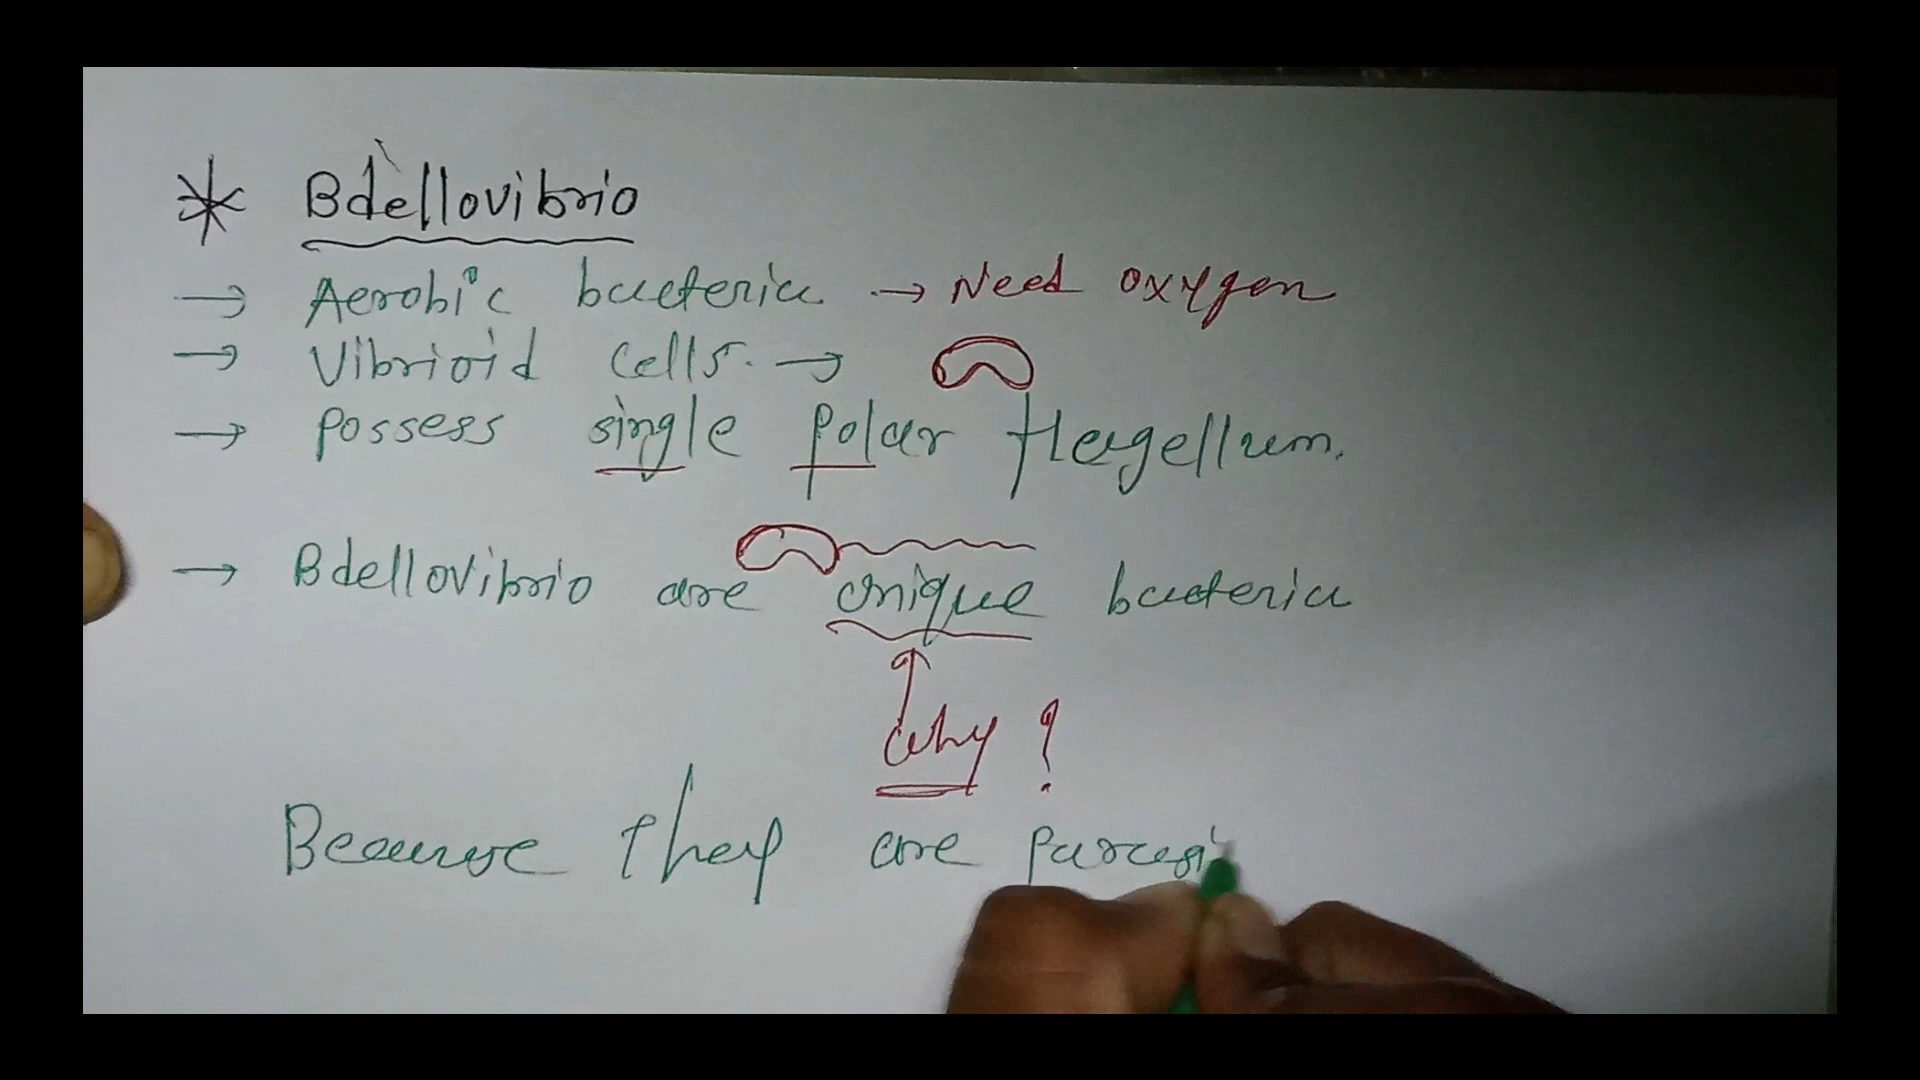 * Bdellovibrio
→ Aerobic bacteria → Need oxygen
→ Vibrioid cells. →
→ Possess single polar flagellum.
→ Bdellovibrio are unique bacteria
Why?
Because they are parasi